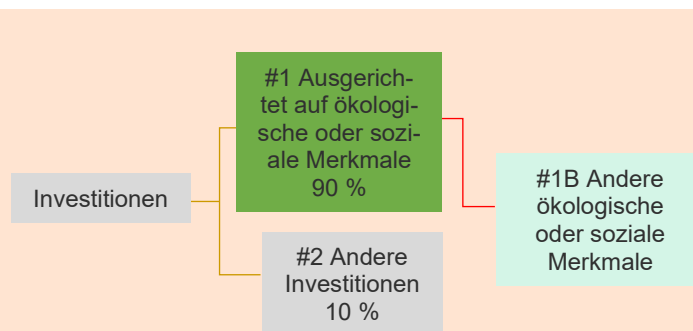 #1 Ausgerich-
tet auf ökologi-
sche oder sozi-
ale Merkmale
90 %
Investitionen
#1B Andere
ökologische
oder soziale
Merkmale
#2 Andere
Investitionen
10 %